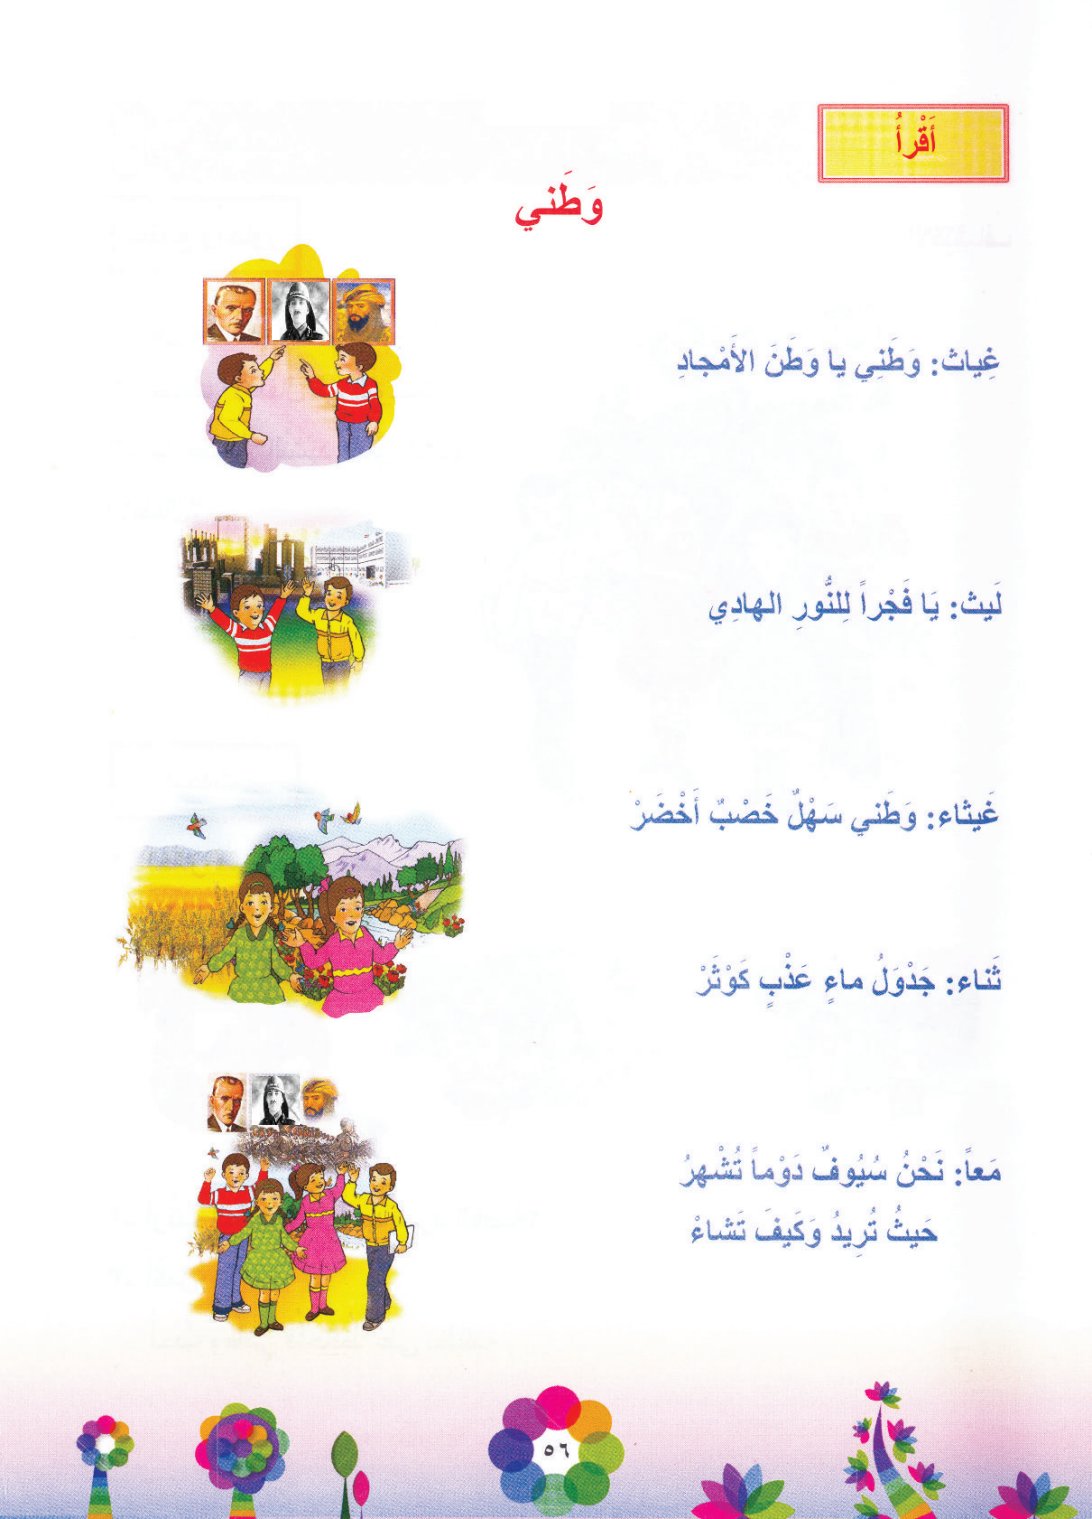 أَقْرأُ
وَطَني
غِياث: وَطَنِي يا وَطَنَ الأَمْجادِ
لَيث: يَا فَجْراً لِلنُّورِ الهادِي
غَيثاء: وَطَني سَهْلٌ خَصْبٌ أَخْضَرْ
ثَناء: جَدْوَلُ ماءٍ عَذْبٍ كَوْثَرْ
مَعاً: نَحْنُ سُيُوفٌ دَوْماً تُشْهرُ
حَيثُ تُرِيدُ وَكَيفَ تَشاءْ
٥٦